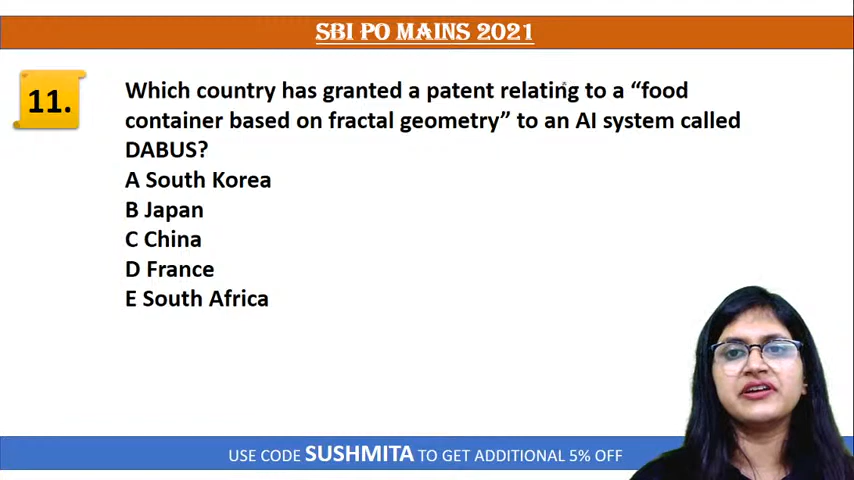 SBI PO MAINS 2021
11.
Which country has granted a patent relating to a “food
container based on fractal geometry” to an AI system called
DABUS?
A South Korea
B Japan
C China
D France
E South Africa
USE CODE SUSHMITA TO GET ADDITIONAL 5% OFF